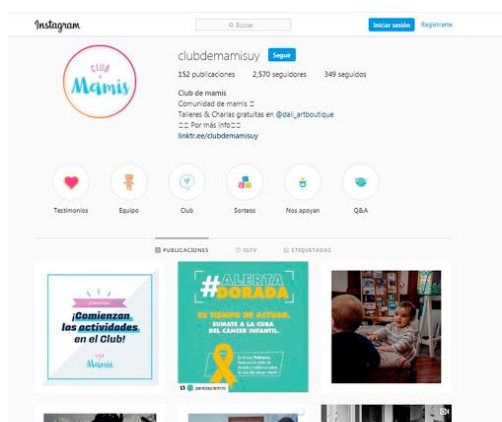 Instagram
Buscar
Iniciar sesión
Regístrarte
CLUB
Mamis
clubdemamisuy
Seguir
152 publicaciones 2,570 seguidores 349 seguidos
Club de mamis
Comunidad de mamis
Talleres & Charlas gratuitas en @dali_artboutique
Por más info
linktr.ee/clubdemamisuy
Testimonios Equipo Club Sorteos Nos apoyan Q&A
PUBLICACIONES IGTV ETIQUETADAS
¡Comienzan
las actividades
en el Club!
CLUB
Mamis
#ALERTA
DORADA
ES TIEMPO DE ACTUAR.
SUMATE A LA CURA
DEL CÁNCER INFANTIL.